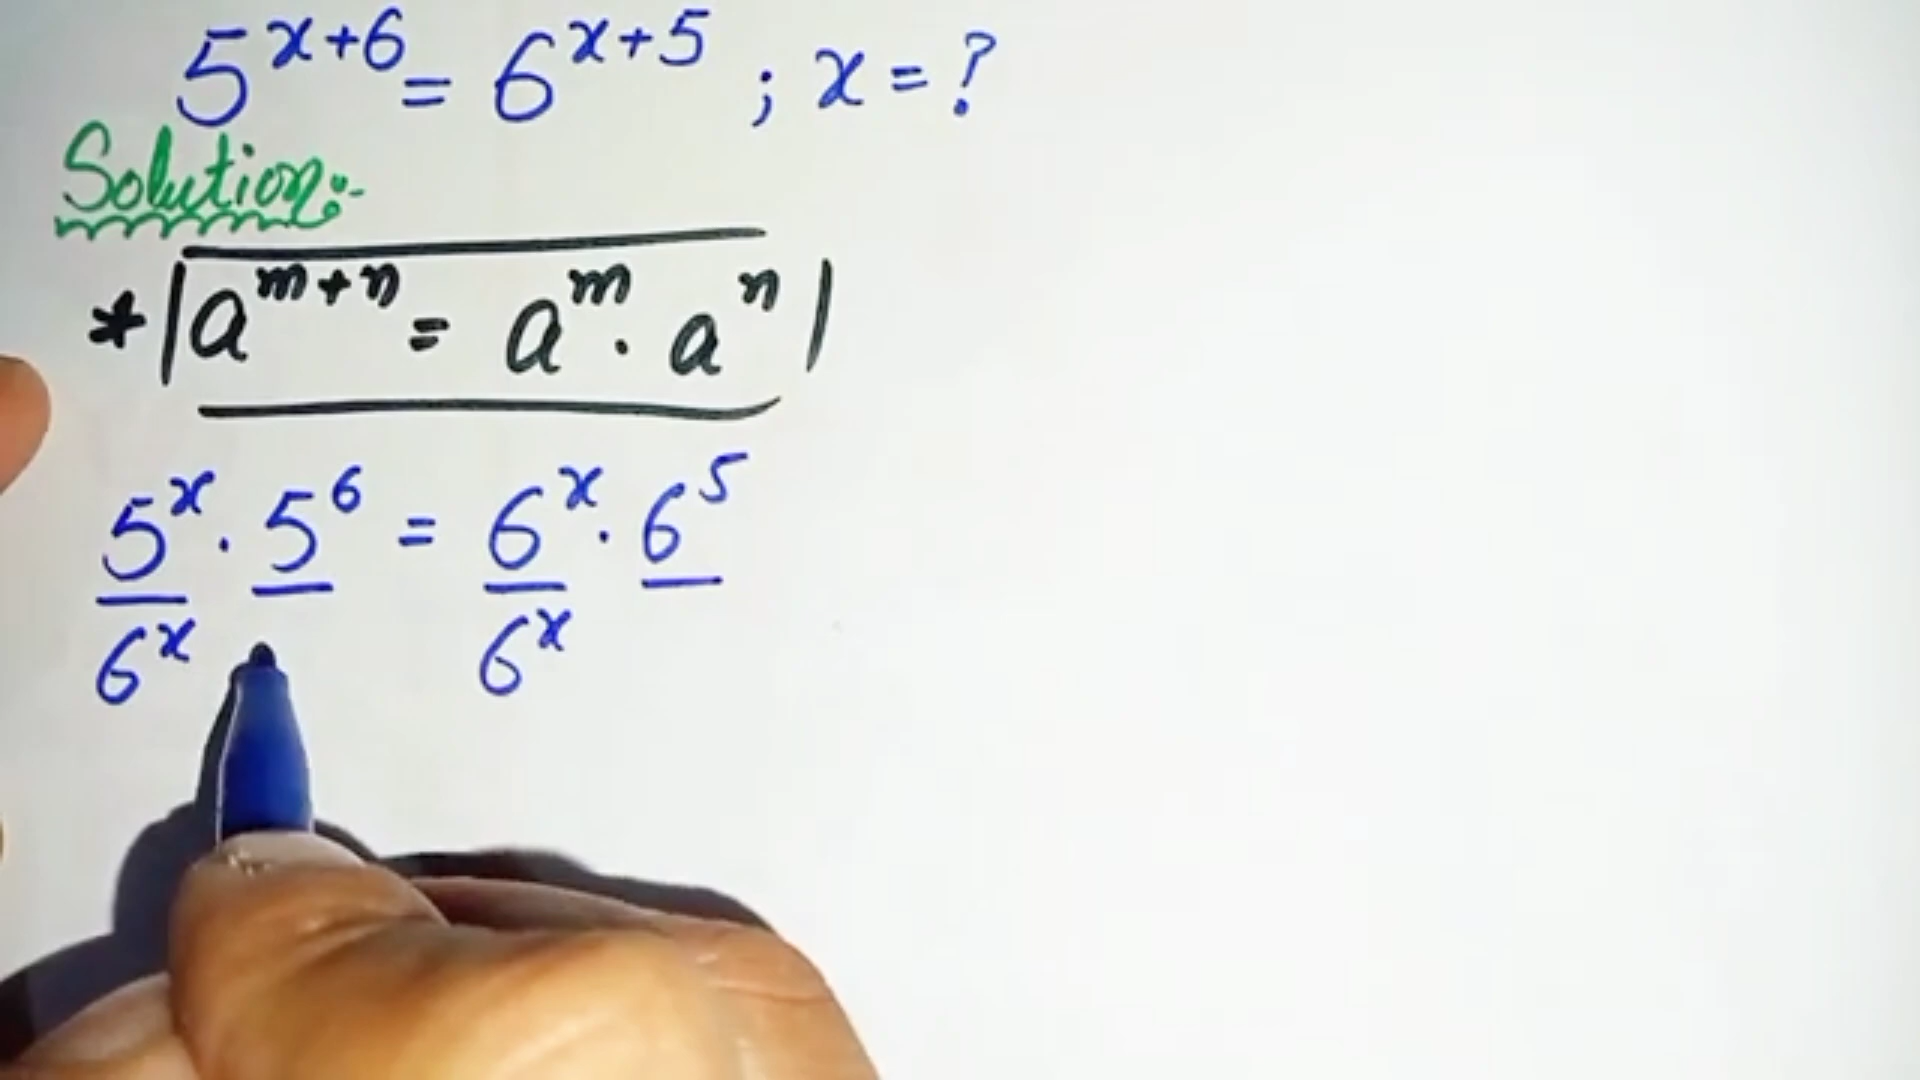 5^{x+6} = 6^{x+5} ; x = ?
Solution:-
* |a^{m+n} = a^m . a^n|
5^x . 5^6 = 6^x . 6^5
6^x 6^x